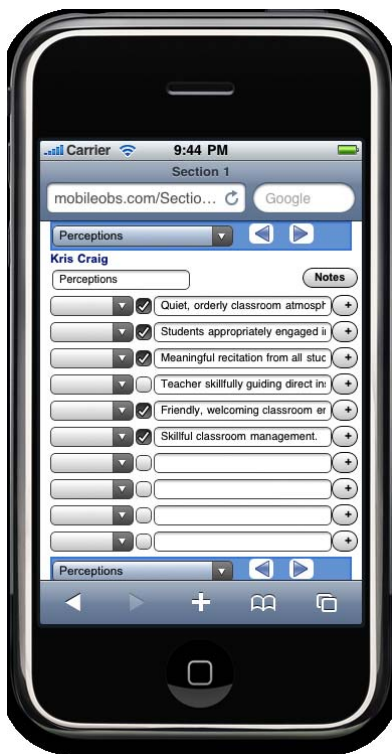 Carrier 9:44 PM
Section 1
mobileobs.com/Sectio... Google
Perceptions
Kris Craig
Perceptions Notes
Quiet, orderly classroom atmosph +
Students appropriately engaged i +
Meaningful recitation from all stuc +
Teacher skillfully guiding direct in +
Friendly, welcoming classroom er +
Skillful classroom management. +
+
+
+
+
Perceptions